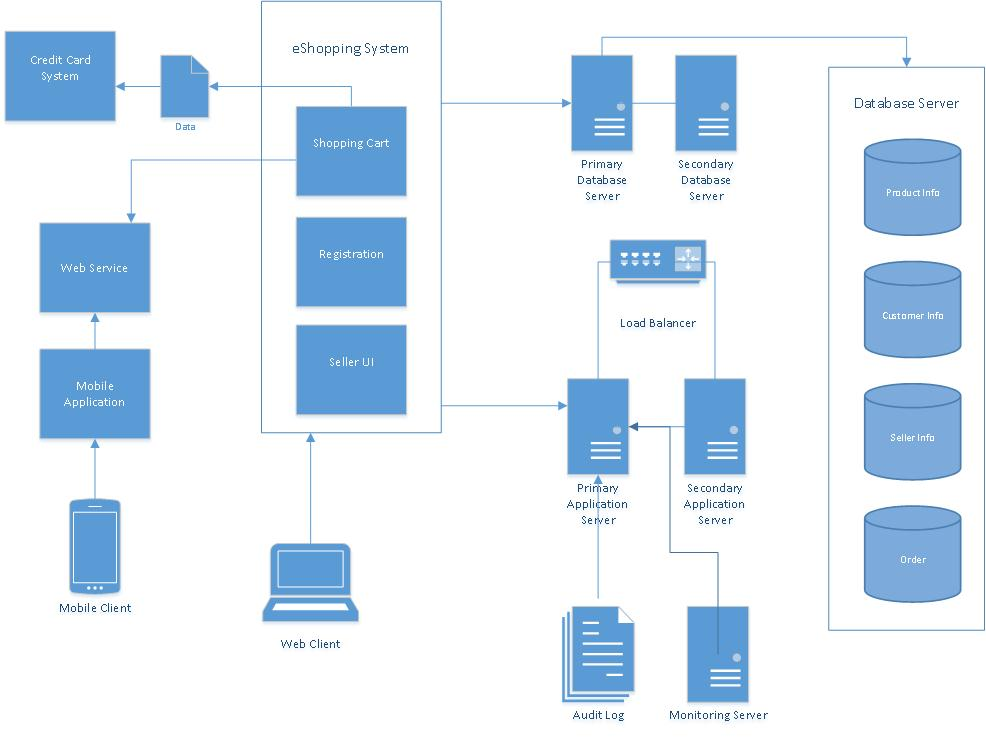 eShopping System
Credit Card
System
Data
Shopping Cart
Registration
Seller UI
Web Service
Mobile
Application
Mobile Client
Web Client
Primary
Database
Server
Secondary
Database
Server
Load Balancer
Primary
Application
Server
Secondary
Application
Server
Audit Log
Monitoring Server
Database Server
Product Info
Customer Info
Seller Info
Order